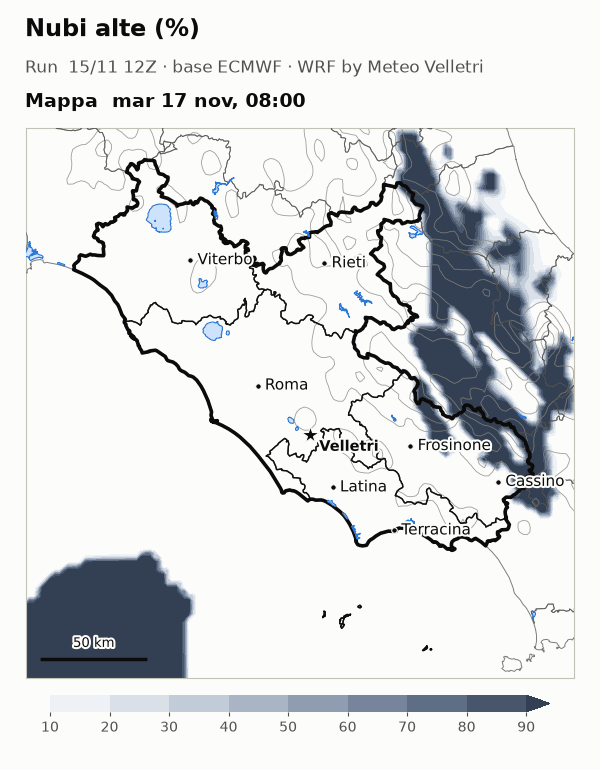 Nubi alte (%)
Run  15/11 12Z · base ECMWF · WRF by Meteo Velletri
Mappa  mar 17 nov, 08:00
Viterbo
Rieti
Roma
Velletri
Frosinone
Latina
Cassino
Terracina
50 km
10 20 30 40 50 60 70 80 90